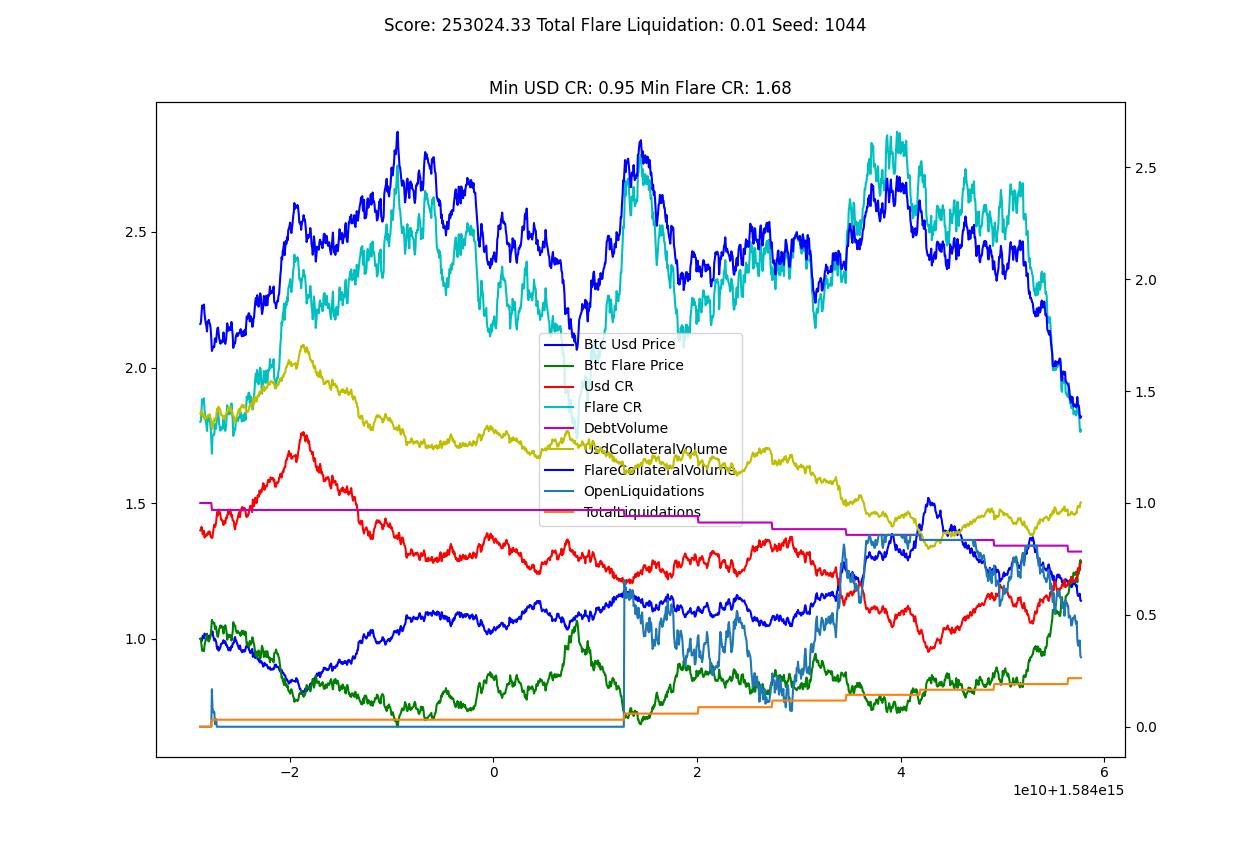 Score: 253024.33 Total Flare Liquidation: 0.01 Seed: 1044
Min USD CR: 0.95 Min Flare CR: 1.68
2.5
2.0
1.5
1.0
2.5
2.0
1.5
1.0
0.5
0.0
Btc Usd Price
Btc Flare Price
Usd CR
Flare CR
DebtVolume
UsdCollateralVolume
FlareCollateralVolume
OpenLiquidations
TotalLiquidations
−2 0 2 4 6
1e10+1.584e15